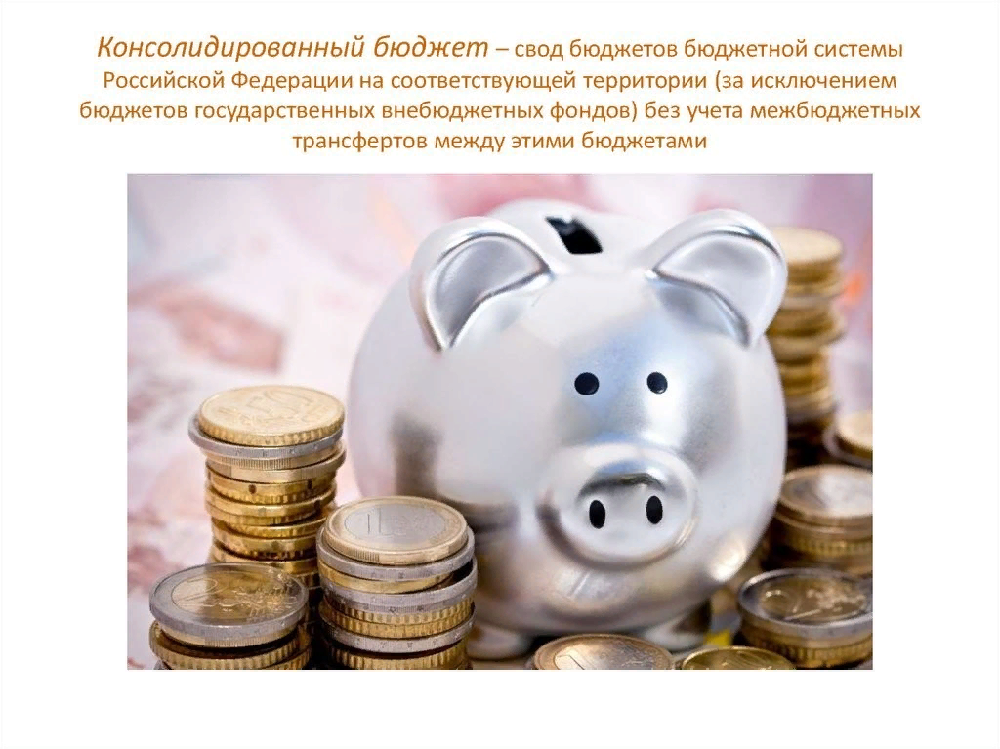 Консолидированный бюджет – свод бюджетов бюджетной системы
Российской Федерации на соответствующей территории (за исключением
бюджетов государственных внебюджетных фондов) без учета межбюджетных
трансфертов между этими бюджетами